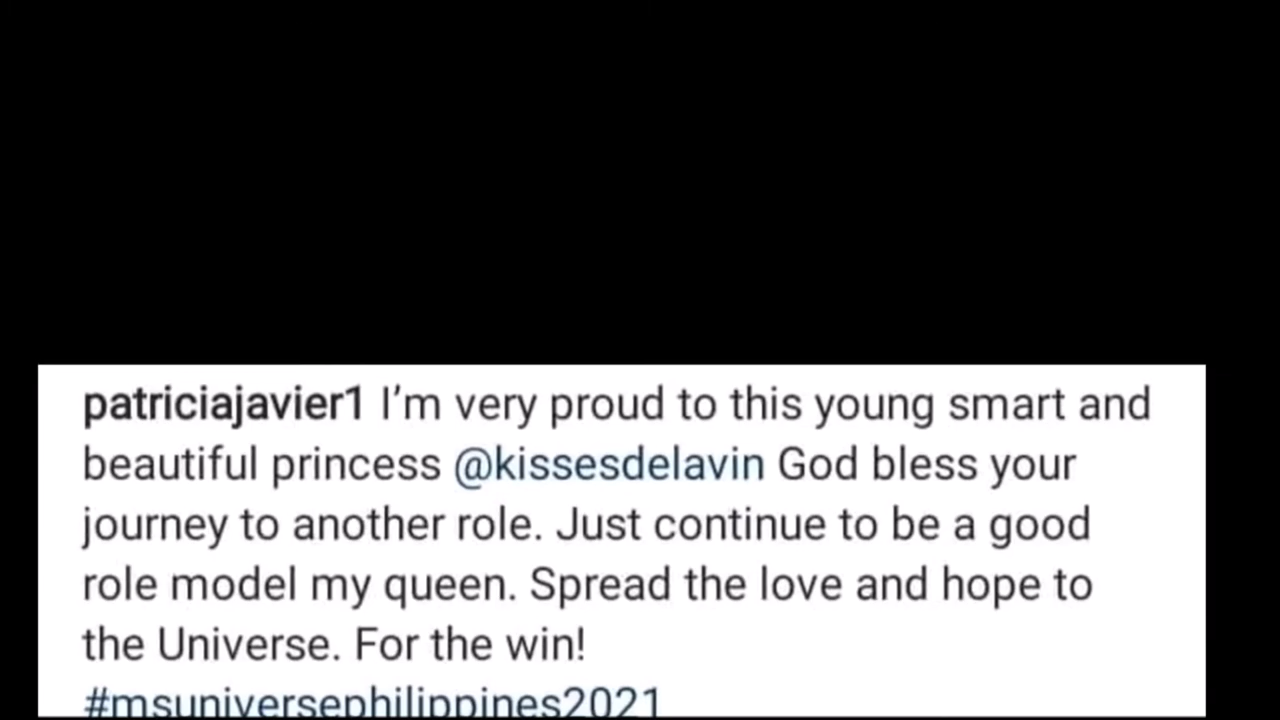 patriciajavier1 I'm very proud to this young smart and
beautiful princess @kissesdelavin God bless your
journey to another role. Just continue to be a good
role model my queen. Spread the love and hope to
the Universe. For the win!
#msuniversephilippines2021